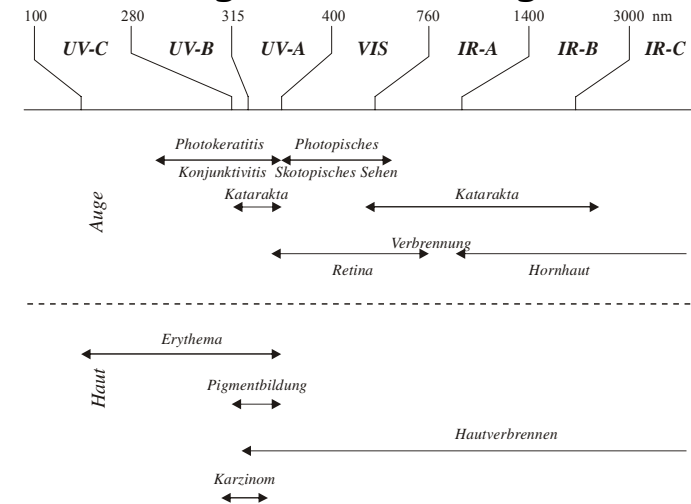 100 280 315 400 760 1400 3000 nm
UV-C UV-B UV-A VIS IR-A IR-B IR-C
Photokeratitis Photopisches
Konjunktivitis Skotopisches Sehen
Katarakta Katarakta
Auge
Verbrennung
Retina Hornhaut
Erythema
Haut
Pigmentbildung
Hautverbrennen
Karzinom